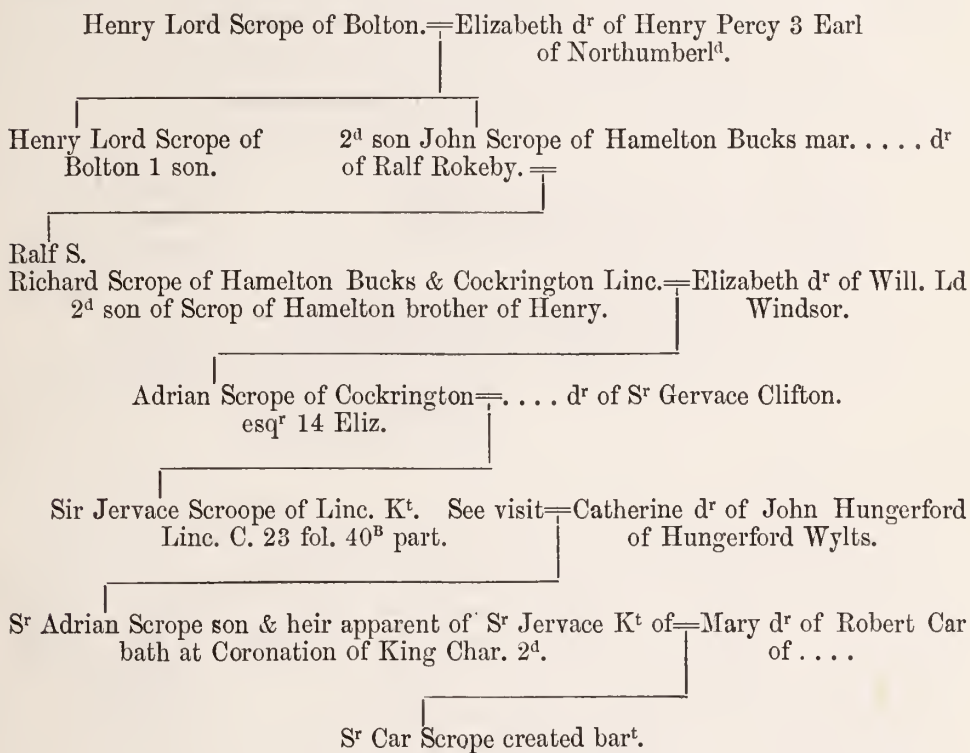 Henry Lord Scrope of Bolton.═Elizabeth dʳ of Henry Percy 3 Earl
of Northumberlᵈ.
Henry Lord Scrope of
Bolton 1 son.
2ᵈ son John Scrope of Hamelton Bucks mar. . . . . dʳ
of Ralf Rokeby.═
Ralf S.
Richard Scrope of Hamelton Bucks & Cockrington Linc.═Elizabeth dʳ of Will. Ld
2ᵈ son of Scrop of Hamelton brother of Henry. Windsor.
Adrian Scrope of Cockrington═. . . . dʳ of Sʳ Gervace Clifton.
esqʳ 14 Eliz.
Sir Jervace Scroope of Linc. Kᵗ. See visit═Catherine dʳ of John Hungerford
Linc. C. 23 fol. 40ᴮ part. of Hungerford Wylts.
Sʳ Adrian Scrope son & heir apparent of Sʳ Jervace Kᵗ of═Mary dʳ of Robert Car
bath at Coronation of King Char. 2ᵈ. of . . . .
Sʳ Car Scrope created barᵗ.